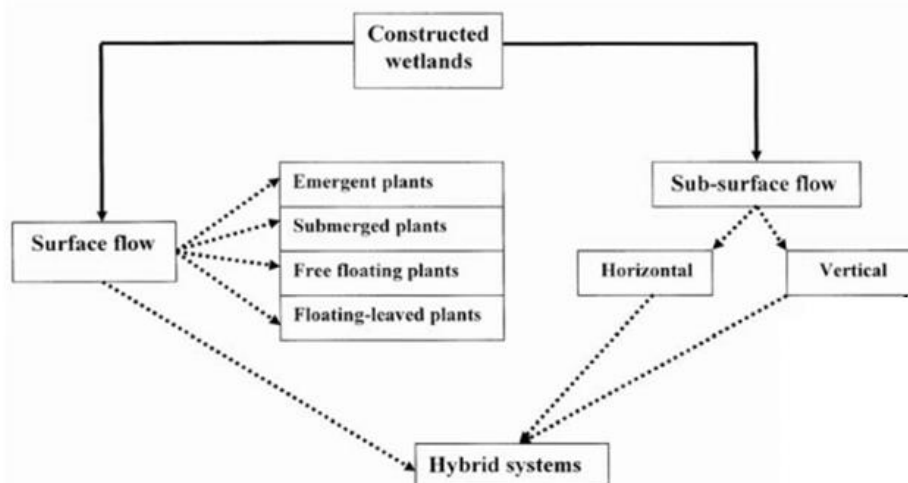 Constructed
wetlands
Emergent plants
Sub-surface flow
Submerged plants
Surface flow
Free floating plants
Horizontal
Vertical
Floating-leaved plants
Hybrid systems